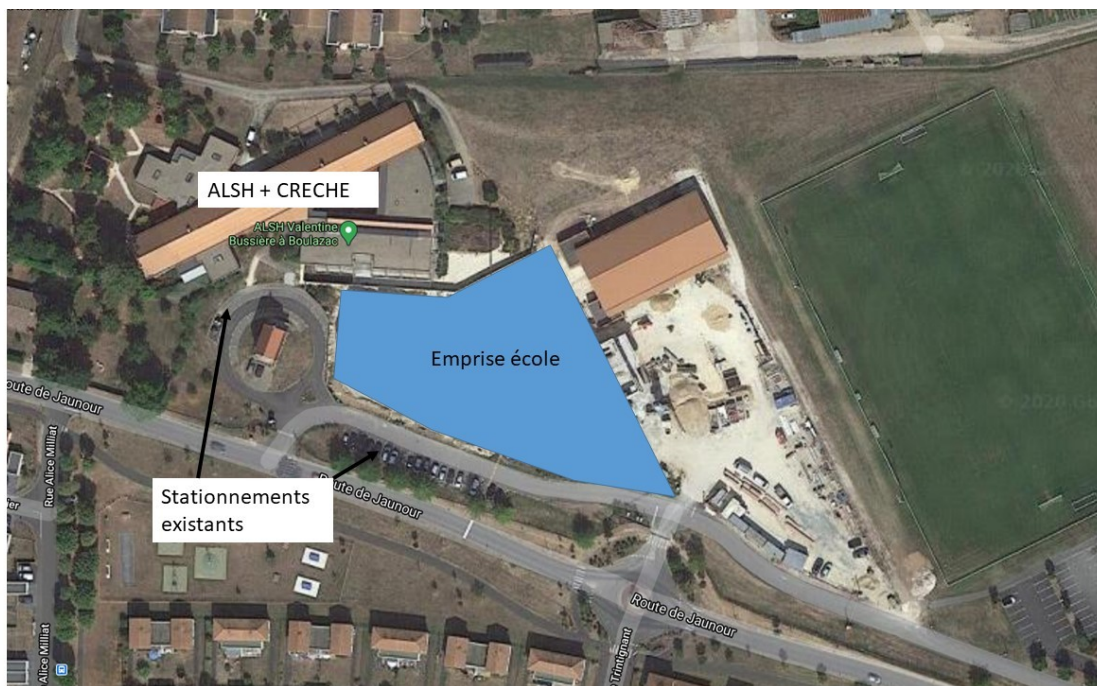 ALSH + CRECHE
ALSH Valentine
Bussière à Boulazac
Emprise école
Route de Jaunour
Stationnements
existants
Route de Jaunour
Rue Alice Milliat
Route de Jaunour
Alice Milliat
Trintignant